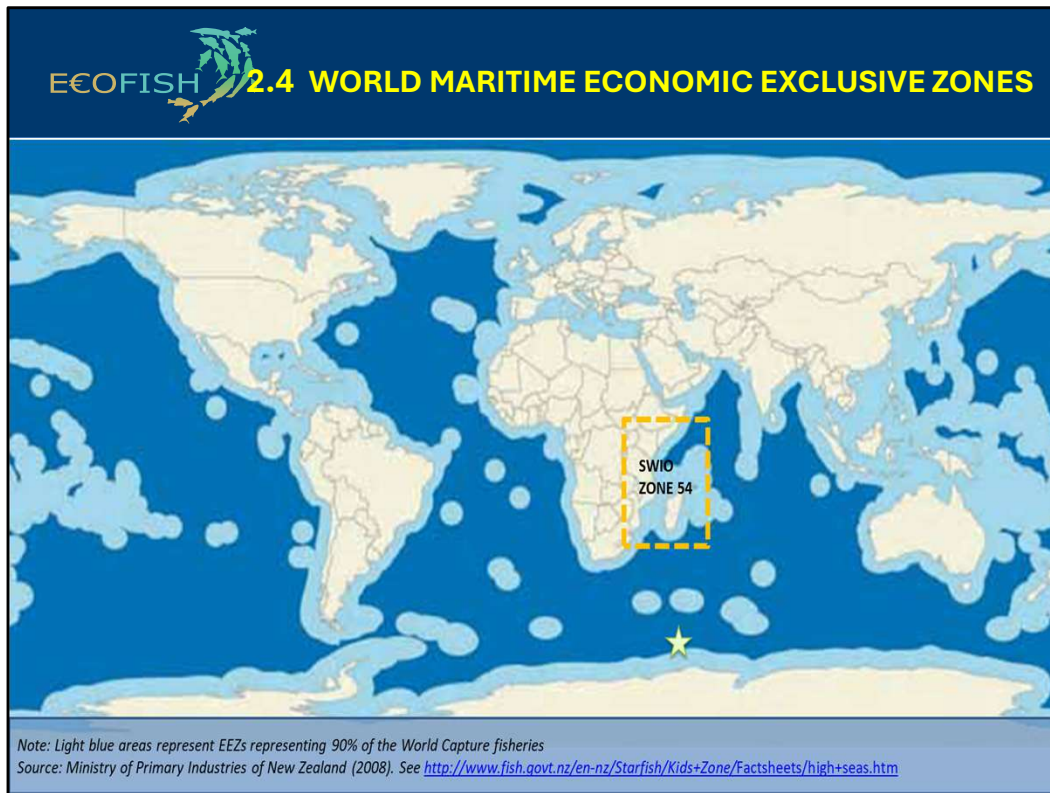 E€OFISH
2.4 WORLD MARITIME ECONOMIC EXCLUSIVE ZONES
SWIO
ZONE 54
Note: Light blue areas represent EEZs representing 90% of the World Capture fisheries
Source: Ministry of Primary Industries of New Zealand (2008). See http://www.fish.govt.nz/en-nz/Starfish/Kids+Zone/Factsheets/high+seas.htm